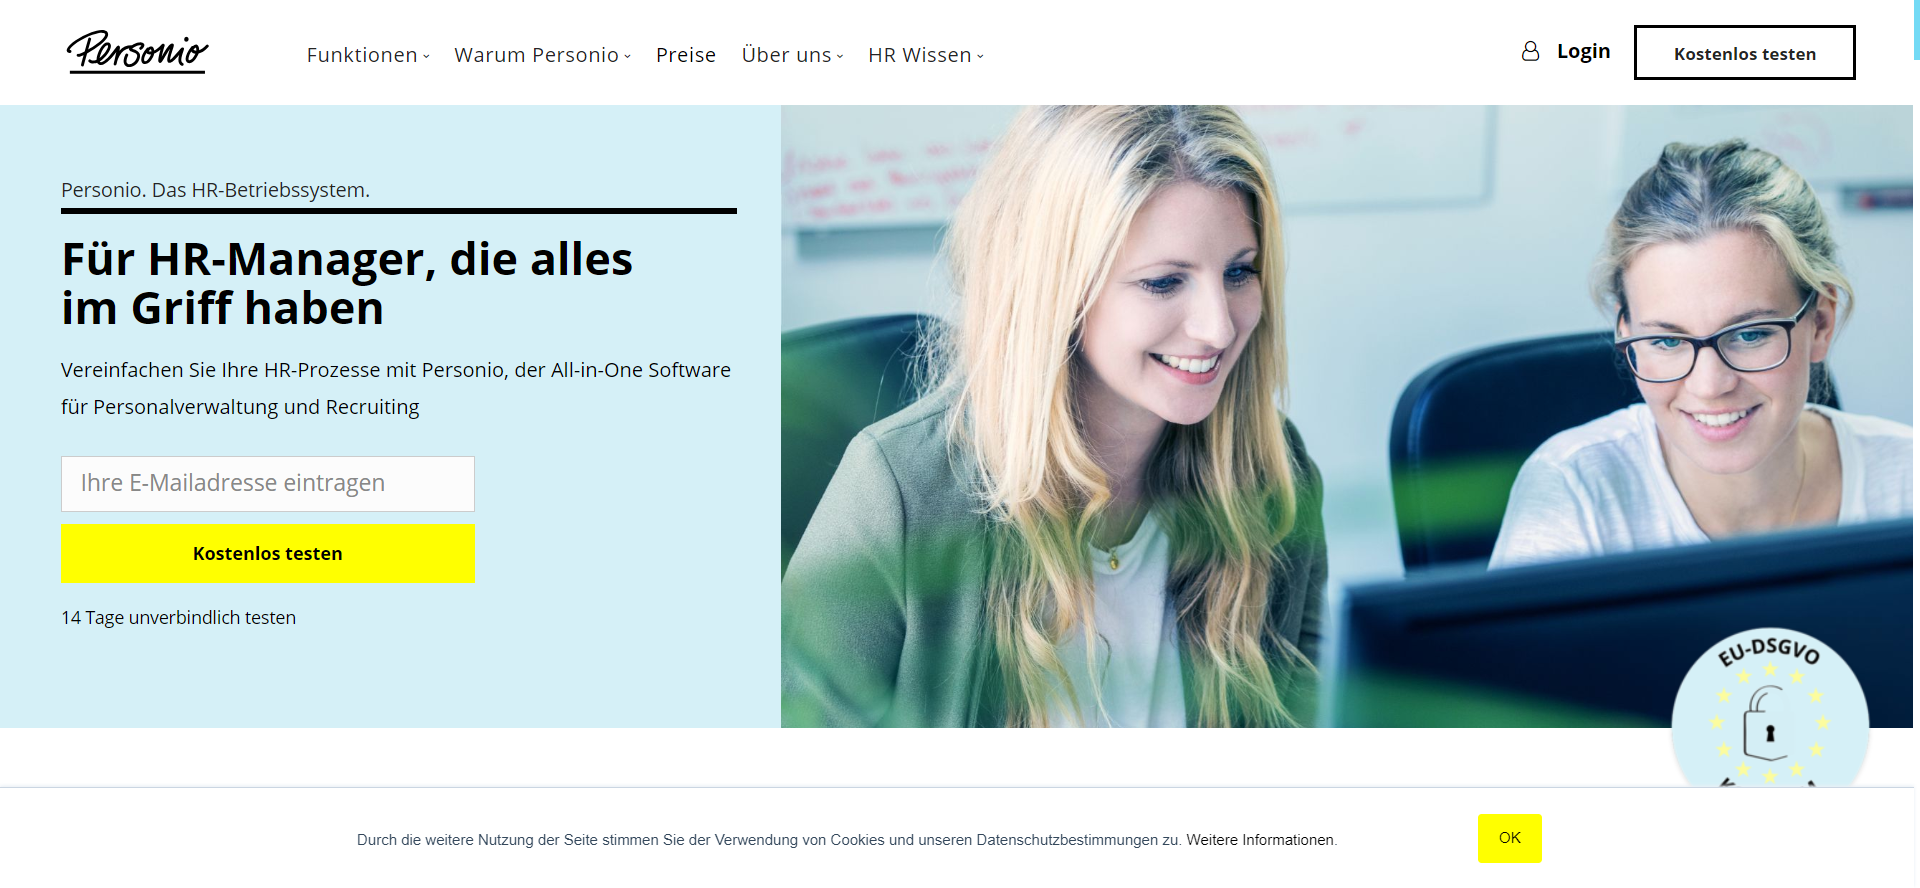 Personio
Funktionen
Warum Personio
Preise
Über uns
HR Wissen
Login
Kostenlos testen
Personio. Das HR-Betriebssystem.
Für HR-Manager, die alles
im Griff haben
Vereinfachen Sie Ihre HR-Prozesse mit Personio, der All-in-One Software
für Personalverwaltung und Recruiting
Ihre E-Mailadresse eintragen
Kostenlos testen
14 Tage unverbindlich testen
EU-DSGVO
Durch die weitere Nutzung der Seite stimmen Sie der Verwendung von Cookies und unseren Datenschutzbestimmungen zu. Weitere Informationen.
OK